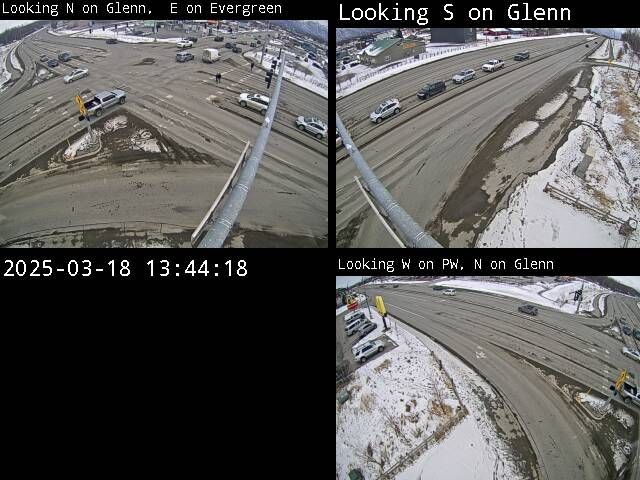 Looking N on Glenn, E on Evergreen
Looking S on Glenn
2025-03-18 13:44:18
Looking W on PW, N on Glenn